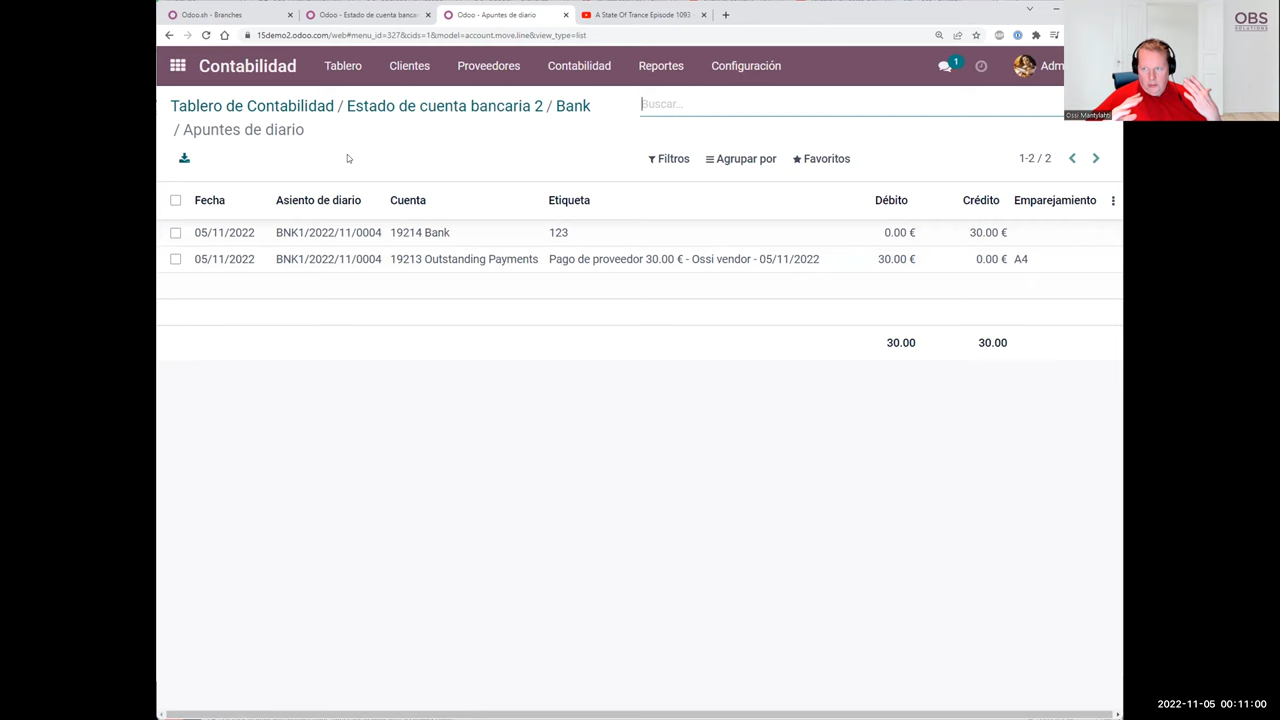 Odoo.sh - Branches
Odoo - Estado de cuenta banca
Odoo - Apuntes de diario
A State Of Trance Episode 1093
15demo2.odoo.com/web#menu_id=327&cids=1&model=account.move.line&view_type=list
OBS
SOLUTIONS
Contabilidad Tablero Clientes Proveedores Contabilidad Reportes Configuración 1 Adm
Ossi Mäntylahti
Tablero de Contabilidad / Estado de cuenta bancaria 2 / Bank
/ Apuntes de diario
Buscar...
Filtros Agrupar por Favoritos 1-2 / 2
Fecha Asiento de diario Cuenta Etiqueta Débito Crédito Emparejamiento
05/11/2022 BNK1/2022/11/0004 19214 Bank 123 0.00 € 30.00 €
05/11/2022 BNK1/2022/11/0004 19213 Outstanding Payments Pago de proveedor 30.00 € - Ossi vendor - 05/11/2022 30.00 € 0.00 € A4
30.00 30.00
2022-11-05 00:11:00